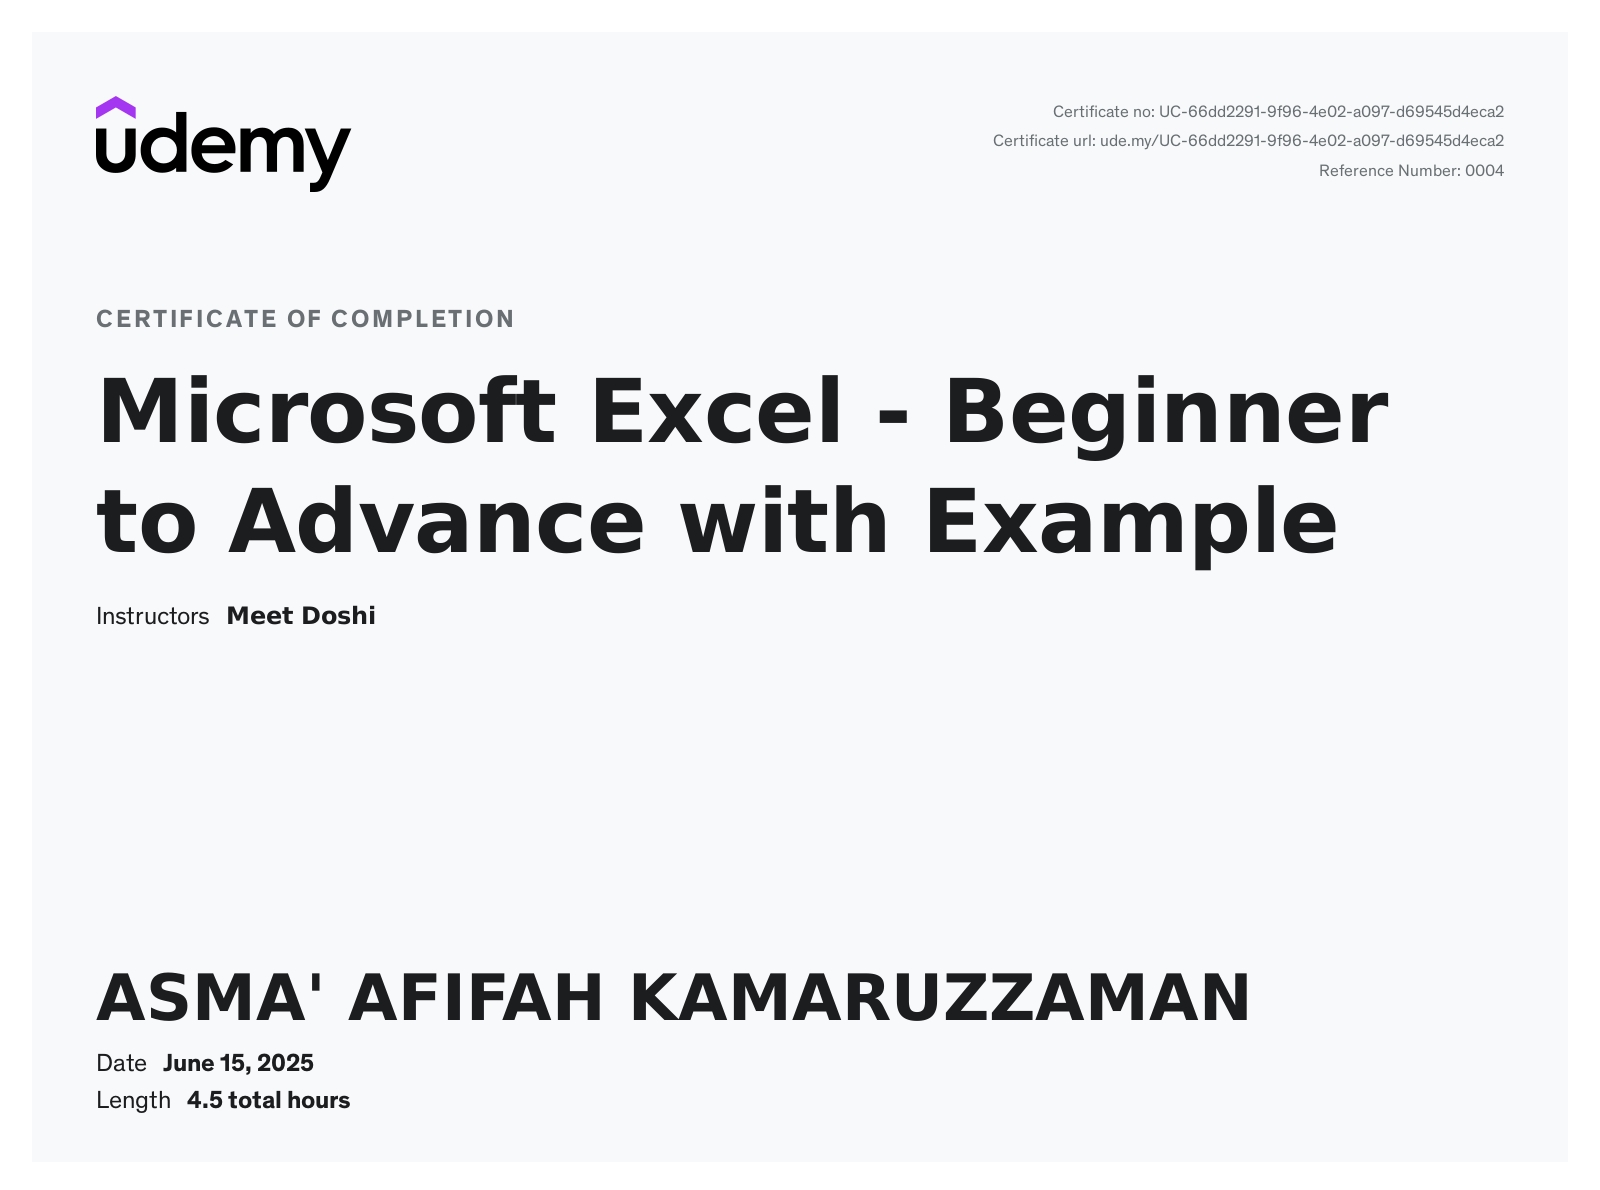 udemy
Certificate no: UC-66dd2291-9f96-4e02-a097-d69545d4eca2
Certificate url: ude.my/UC-66dd2291-9f96-4e02-a097-d69545d4eca2
Reference Number: 0004
CERTIFICATE OF COMPLETION
Microsoft Excel - Beginner
to Advance with Example
Instructors Meet Doshi
ASMA' AFIFAH KAMARUZZAMAN
Date June 15, 2025
Length 4.5 total hours